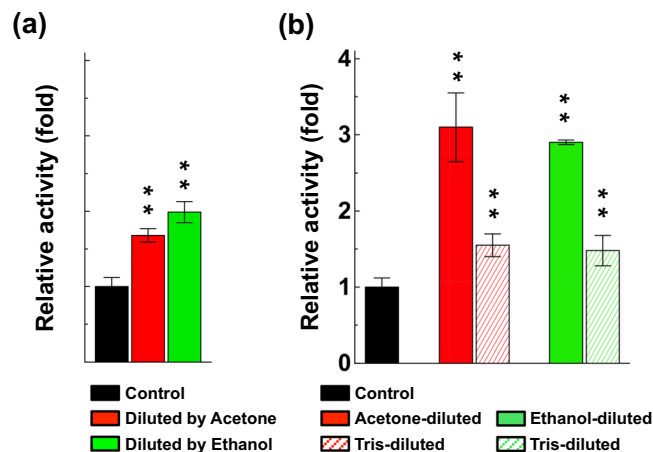 (a)
Relative activity (fold)
* *
* *
Control
Diluted by Acetone
Diluted by Ethanol
(b)
Relative activity (fold)
4
3
2
1
0
* *
* *
* *
* *
Control
Acetone-diluted
Ethanol-diluted
Tris-diluted
Tris-diluted